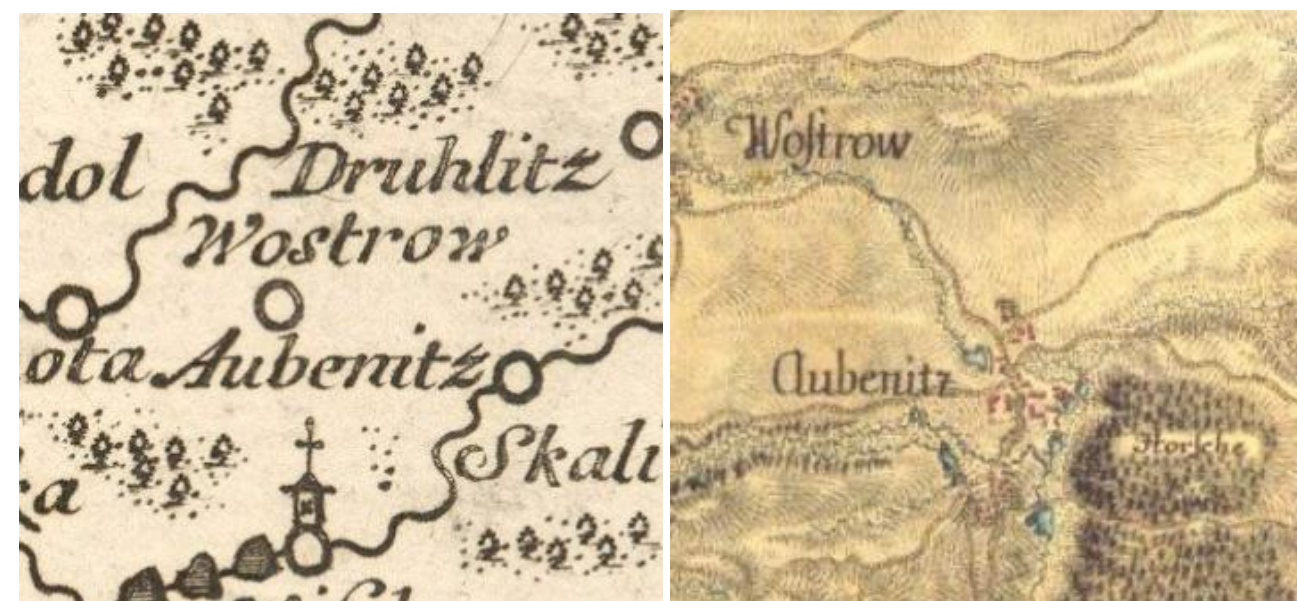 dol Druhlitz
Wostrow
ota Aubenitz
Skali
a
Wostrow
Aubenitz